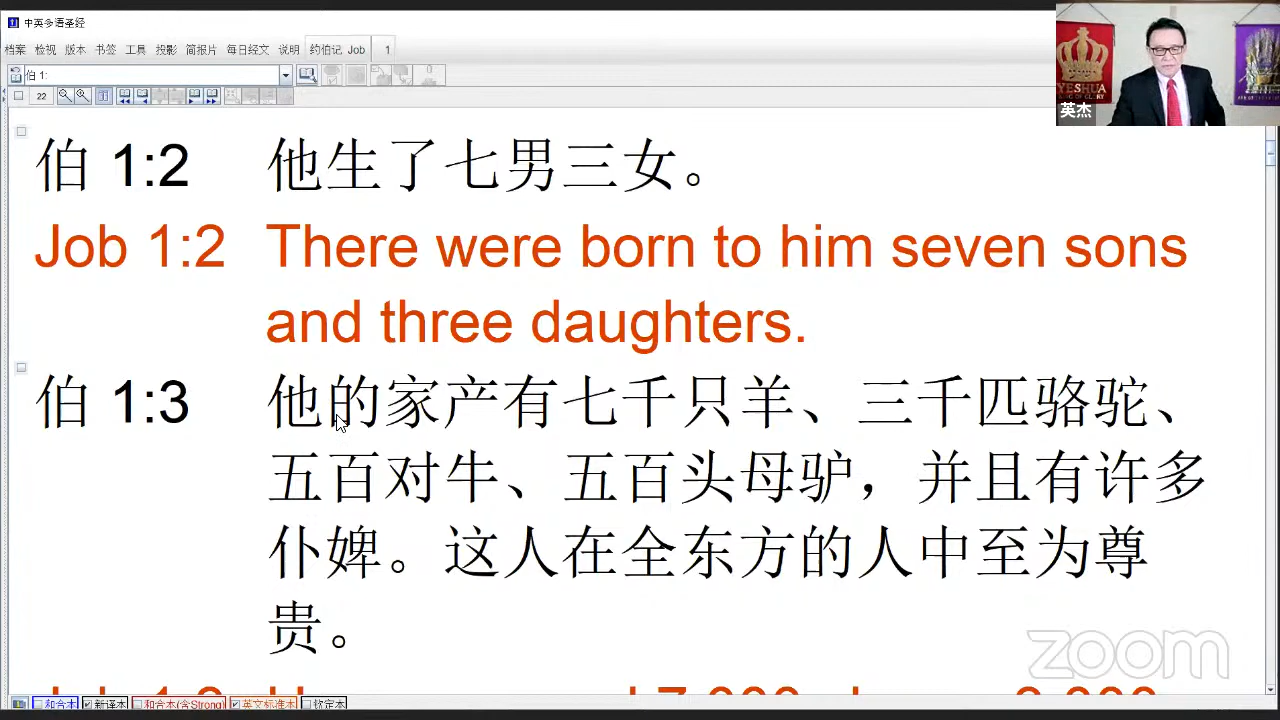 中英多语圣经
档案 检视 版本 书签 工具 投影 简报片 每日经文 说明 约伯记 Job 1
伯 1:
22
YESHUA
KING OF GLORY
英杰
伯 1:2 他生了七男三女。
Job 1:2 There were born to him seven sons
and three daughters.
伯 1:3 他的家产有七千只羊、三千匹骆驼、
五百对牛、五百头母驴，并且有许多
仆婢。这人在全东方的人中至为尊
贵。
zoom
和合本 新译本 和合本(含Strong) 英文标准本 钦定本